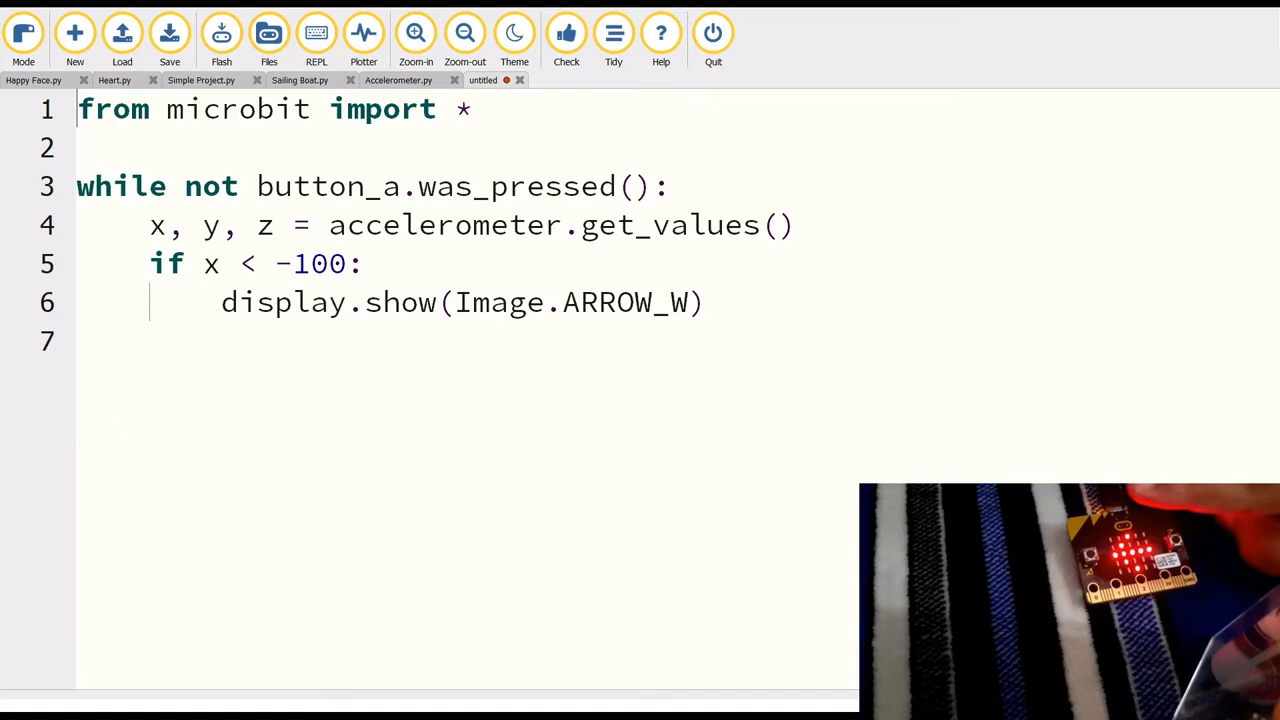 Mode New Load Save Flash Files REPL Plotter Zoom-in Zoom-out Theme Check Tidy Help Quit
Happy Face.py Heart.py Simple Project.py Sailing Boat.py Accelerometer.py untitled
1 from microbit import *
2
3 while not button_a.was_pressed():
4 x, y, z = accelerometer.get_values()
5 if x < -100:
6 display.show(Image.ARROW_W)
7